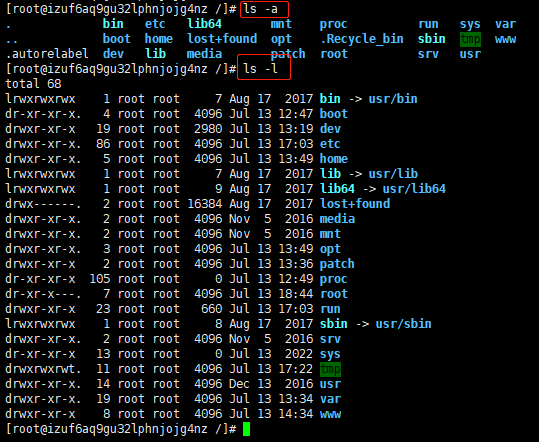 [root@izuf6aq9gu32lphnjojg4nz /]# ls -a
. bin etc lib64 mnt proc run sys var
.. boot home lost+found opt .Recycle_bin sbin tmp www
.autorelabel dev lib media patch root srv usr
[root@izuf6aq9gu32lphnjojg4nz /]# ls -l
total 68
lrwxrwxrwx 1 root root 7 Aug 17 2017 bin -> usr/bin
dr-xr-xr-x. 4 root root 4096 Jul 13 12:47 boot
drwxr-xr-x 19 root root 2980 Jul 13 13:19 dev
drwxr-xr-x. 86 root root 4096 Jul 13 17:03 etc
drwxr-xr-x. 5 root root 4096 Jul 13 13:49 home
lrwxrwxrwx 1 root root 7 Aug 17 2017 lib -> usr/lib
lrwxrwxrwx 1 root root 9 Aug 17 2017 lib64 -> usr/lib64
drwx------. 2 root root 16384 Aug 17 2017 lost+found
drwxr-xr-x. 2 root root 4096 Nov 5 2016 media
drwxr-xr-x. 2 root root 4096 Nov 5 2016 mnt
drwxr-xr-x. 3 root root 4096 Jul 13 13:49 opt
drwxr-xr-x 2 root root 4096 Jul 13 13:36 patch
dr-xr-xr-x 105 root root 0 Jul 13 12:49 proc
dr-xr-x---. 7 root root 4096 Jul 13 18:44 root
drwxr-xr-x 23 root root 660 Jul 13 17:03 run
lrwxrwxrwx 1 root root 8 Aug 17 2017 sbin -> usr/sbin
drwxr-xr-x. 2 root root 4096 Nov 5 2016 srv
dr-xr-xr-x 13 root root 0 Jul 13 2022 sys
drwxrwxrwt. 11 root root 4096 Jul 13 17:22 tmp
drwxr-xr-x. 14 root root 4096 Dec 13 2016 usr
drwxr-xr-x. 19 root root 4096 Jul 13 13:34 var
drwxr-xr-x 8 root root 4096 Jul 13 14:34 www
[root@izuf6aq9gu32lphnjojg4nz /]#